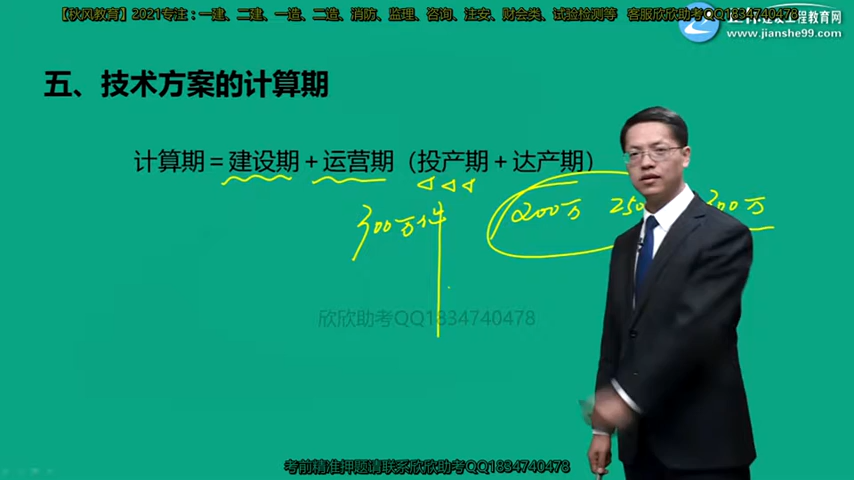 【秋风教育】2021专注：一建、二建、一造、二造、消防、监理、咨询、注安、财会类、试验检测等 客服欣欣助考QQ1834740478
www.jianshe99.com
五、技术方案的计算期
计算期＝建设期＋运营期（投产期＋达产期）
200万 250 300万
300万件
欣欣助考QQ1834740478
考前精准押题请联系欣欣助考QQ1834740478